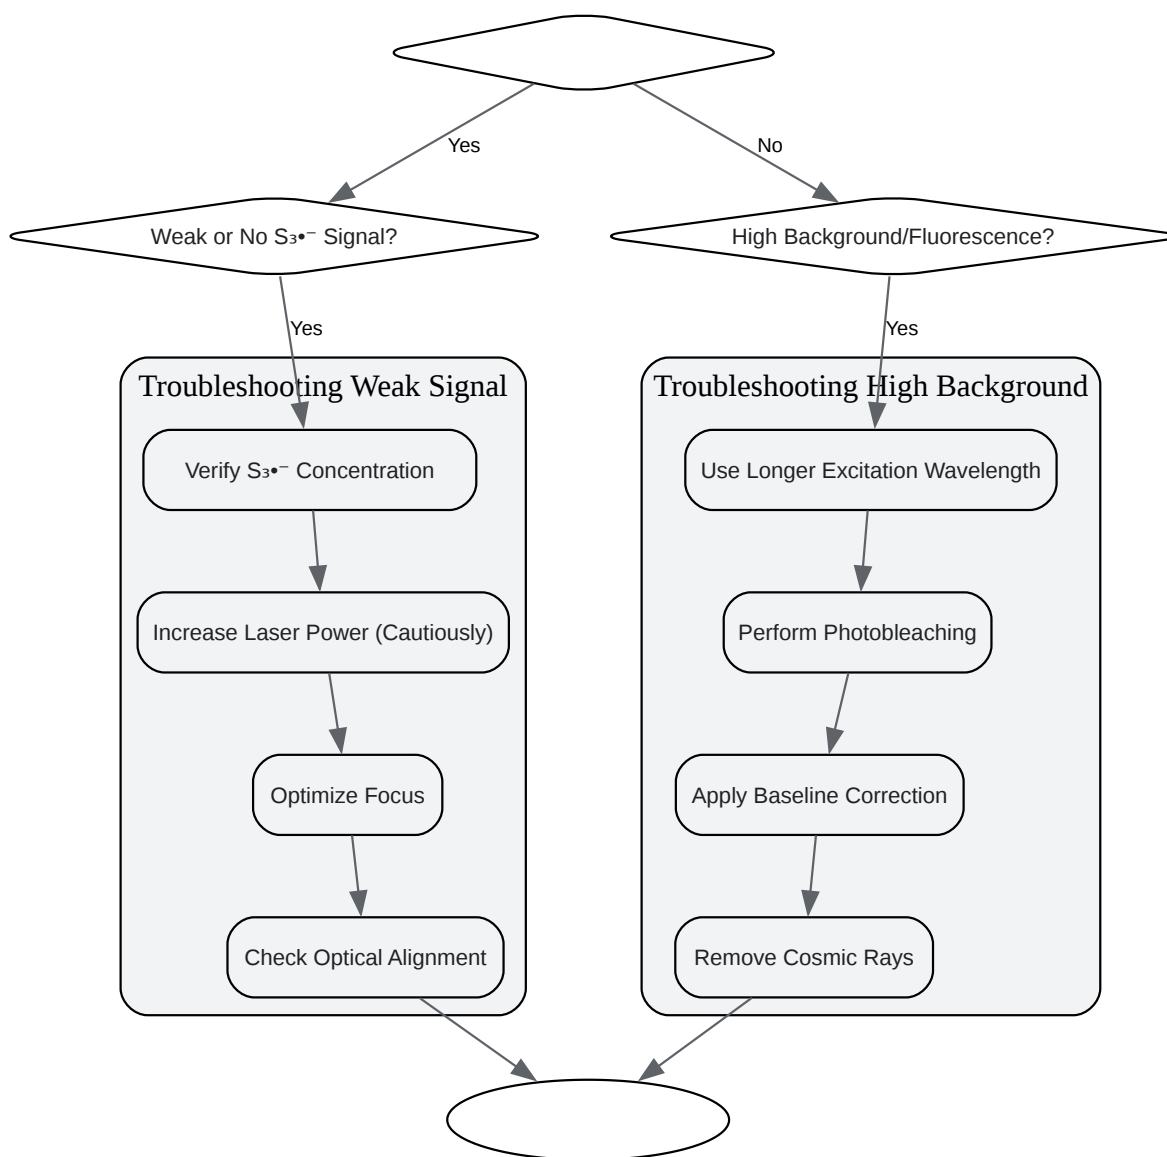 Yes
No
Weak or No S₃•⁻ Signal?
High Background/Fluorescence?
Yes
Yes
Troubleshooting Weak Signal
Troubleshooting High Background
Verify S₃•⁻ Concentration
Use Longer Excitation Wavelength
Increase Laser Power (Cautiously)
Perform Photobleaching
Optimize Focus
Apply Baseline Correction
Check Optical Alignment
Remove Cosmic Rays